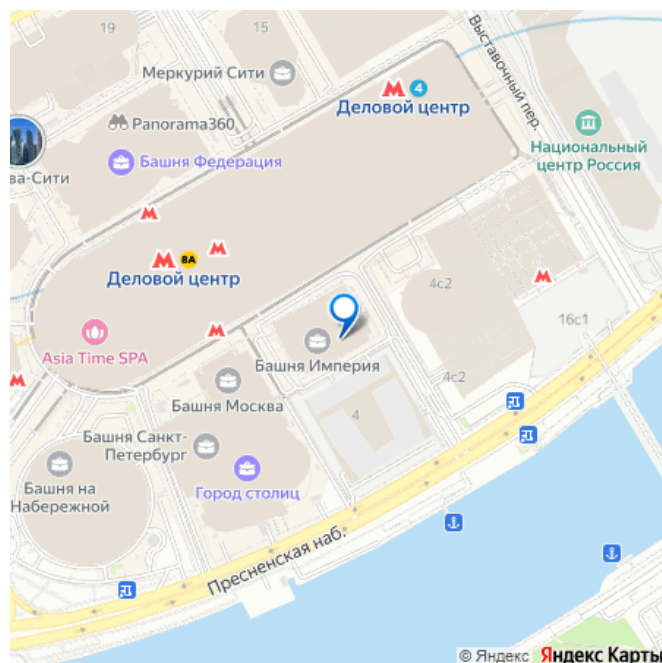 19
15
Меркурий Сити
4
Деловой центр
Выставочный пер.
Panorama360
Национальный
центр Россия
Башня Федерация
ва-Сити
8А
Деловой центр
4с2
16с1
Asia Time SPA
Башня Империя
4с2
Башня Москва
4
Башня Санкт-
Петербург
Башня на
Набережной
Город столиц
Пресненская наб.
© Яндекс Яндекс Карты